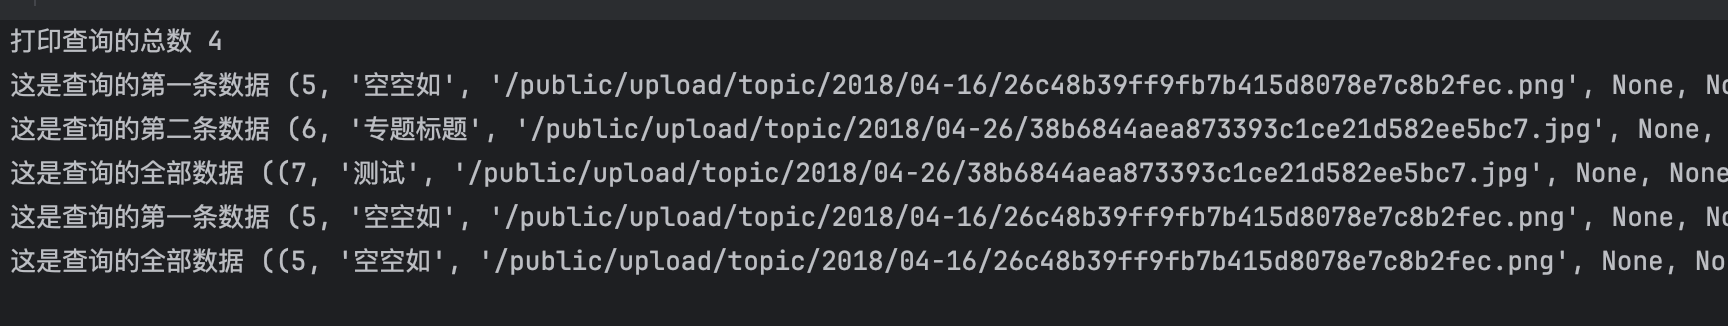 打印查询的总数 4
这是查询的第一条数据 (5, '空空如', '/public/upload/topic/2018/04-16/26c48b39ff9fb7b415d8078e7c8b2fec.png', None, No
这是查询的第二条数据 (6, '专题标题', '/public/upload/topic/2018/04-26/38b6844aea873393c1ce21d582ee5bc7.jpg', None,
这是查询的全部数据 ((7, '测试', '/public/upload/topic/2018/04-26/38b6844aea873393c1ce21d582ee5bc7.jpg', None, None
这是查询的第一条数据 (5, '空空如', '/public/upload/topic/2018/04-16/26c48b39ff9fb7b415d8078e7c8b2fec.png', None, No
这是查询的全部数据 ((5, '空空如', '/public/upload/topic/2018/04-16/26c48b39ff9fb7b415d8078e7c8b2fec.png', None, No